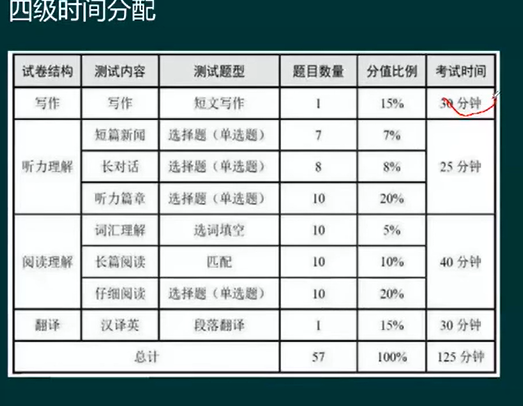 四级时间分配
试卷结构 测试内容 测试题型 题目数量 分值比例 考试时间
写作 写作 短文写作 1 15% 30 分钟
听力理解 短篇新闻 选择题（单选题） 7 7% 25 分钟
长对话 选择题（单选题） 8 8%
听力篇章 选择题（单选题） 10 20%
阅读理解 词汇理解 选词填空 10 5% 40 分钟
长篇阅读 匹配 10 10%
仔细阅读 选择题（单选题） 10 20%
翻译 汉译英 段落翻译 1 15% 30 分钟
总计 57 100% 125 分钟